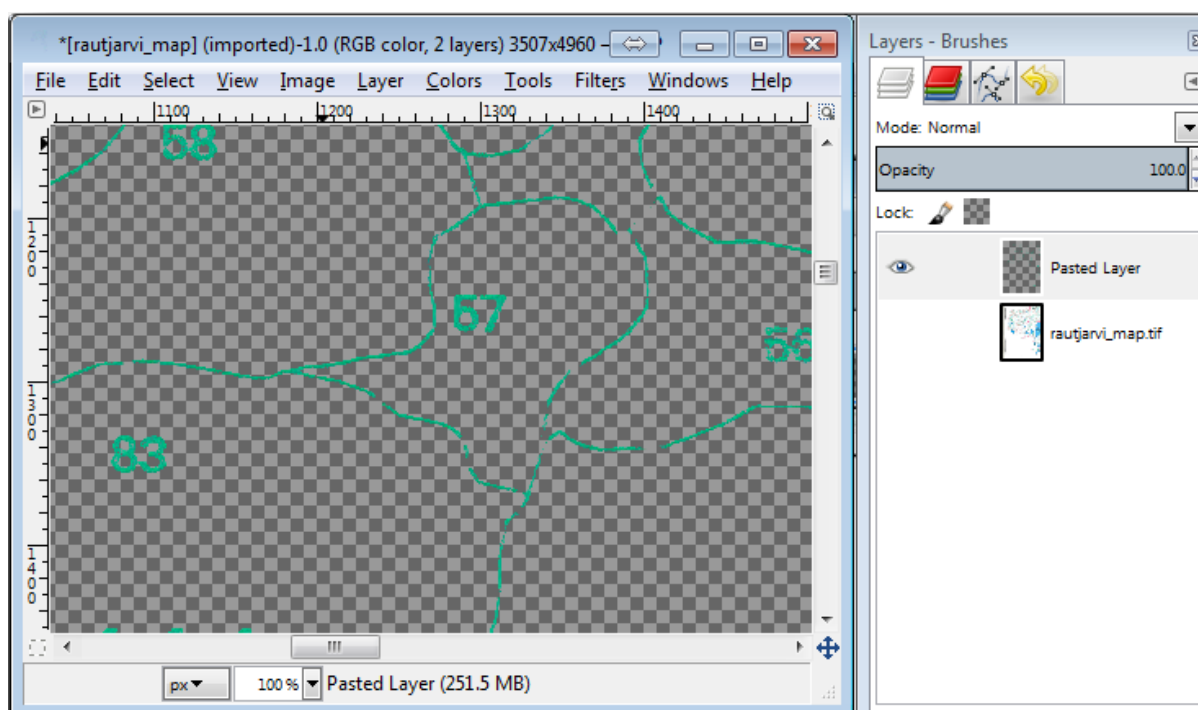 *[rautjarvi_map] (imported)-1.0 (RGB color, 2 layers) 3507x4960 –
File Edit Select View Image Layer Colors Tools Filters Windows Help
1100 1200 1300 1400
1200
1300
1400
58
57
56
83
px 100 % Pasted Layer (251.5 MB)
Layers - Brushes
Mode: Normal
Opacity 100.0
Lock:
Pasted Layer
rautjarvi_map.tif